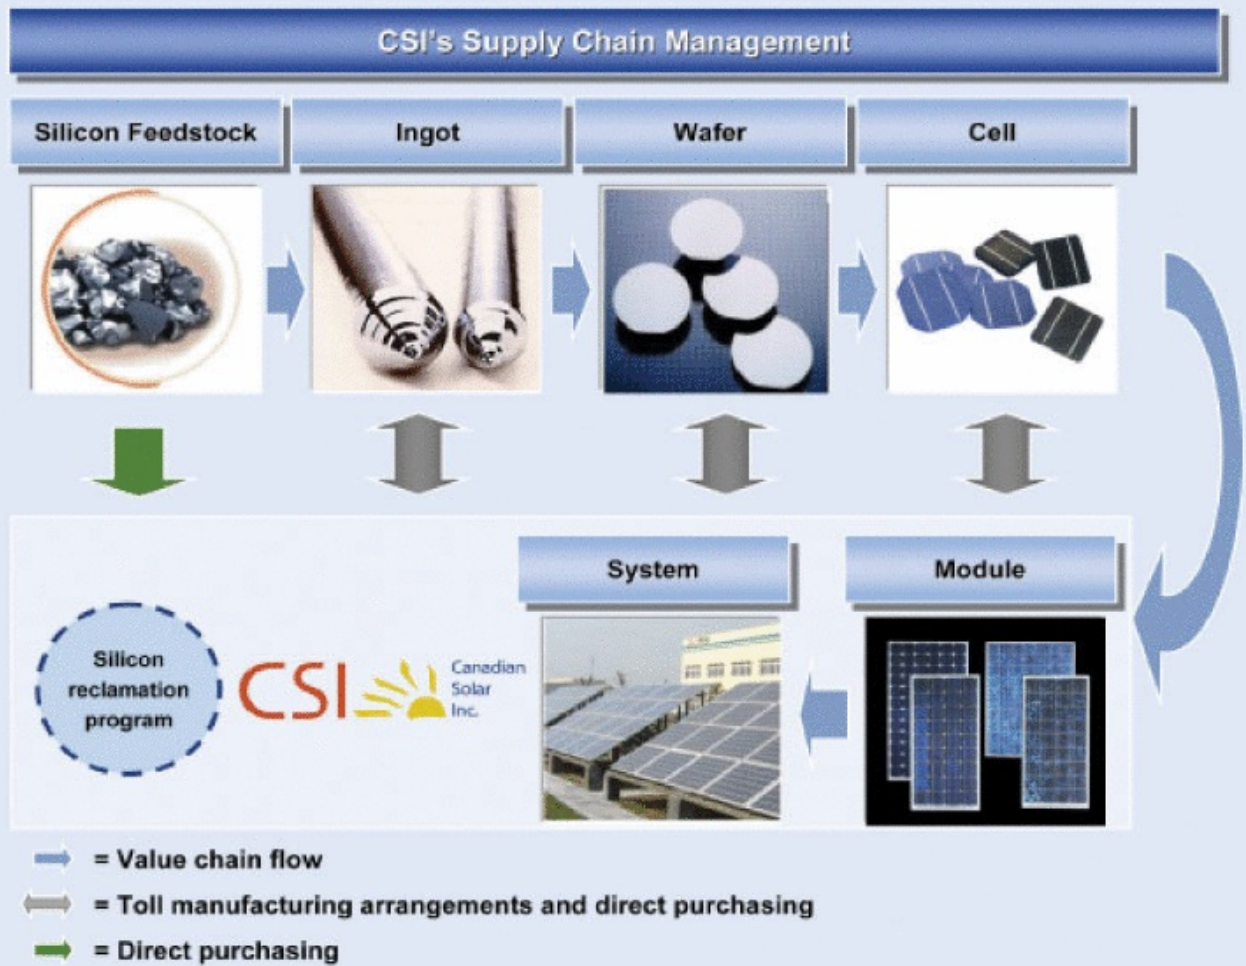 CSI's Supply Chain Management
Silicon Feedstock
Ingot
Wafer
Cell
System
Module
Silicon
reclamation
program
CSI
Canadian
Solar
Inc.
= Value chain flow
= Toll manufacturing arrangements and direct purchasing
= Direct purchasing